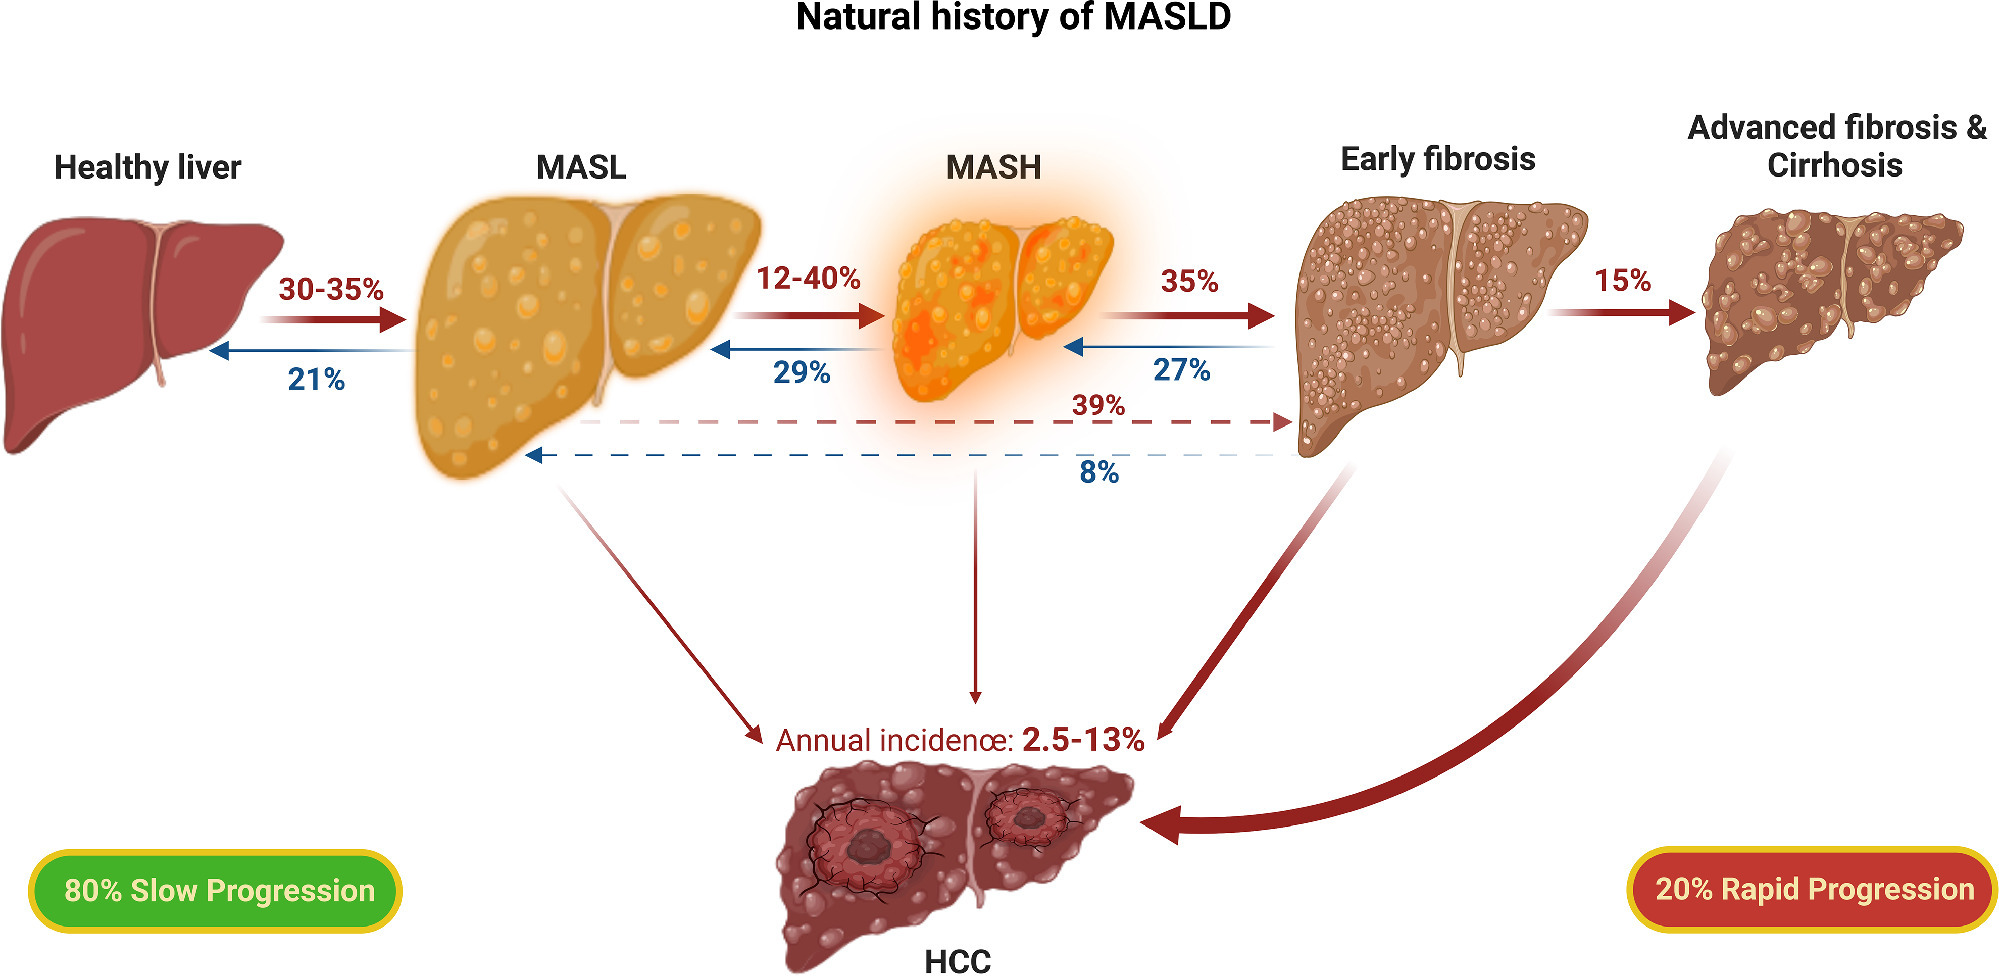 Natural history of MASLD
Healthy liver
MASL
MASH
Early fibrosis
Advanced fibrosis &
Cirrhosis
30-35%
12-40%
35%
15%
21%
29%
27%
39%
8%
Annual incidence: 2.5-13%
80% Slow Progression
20% Rapid Progression
HCC